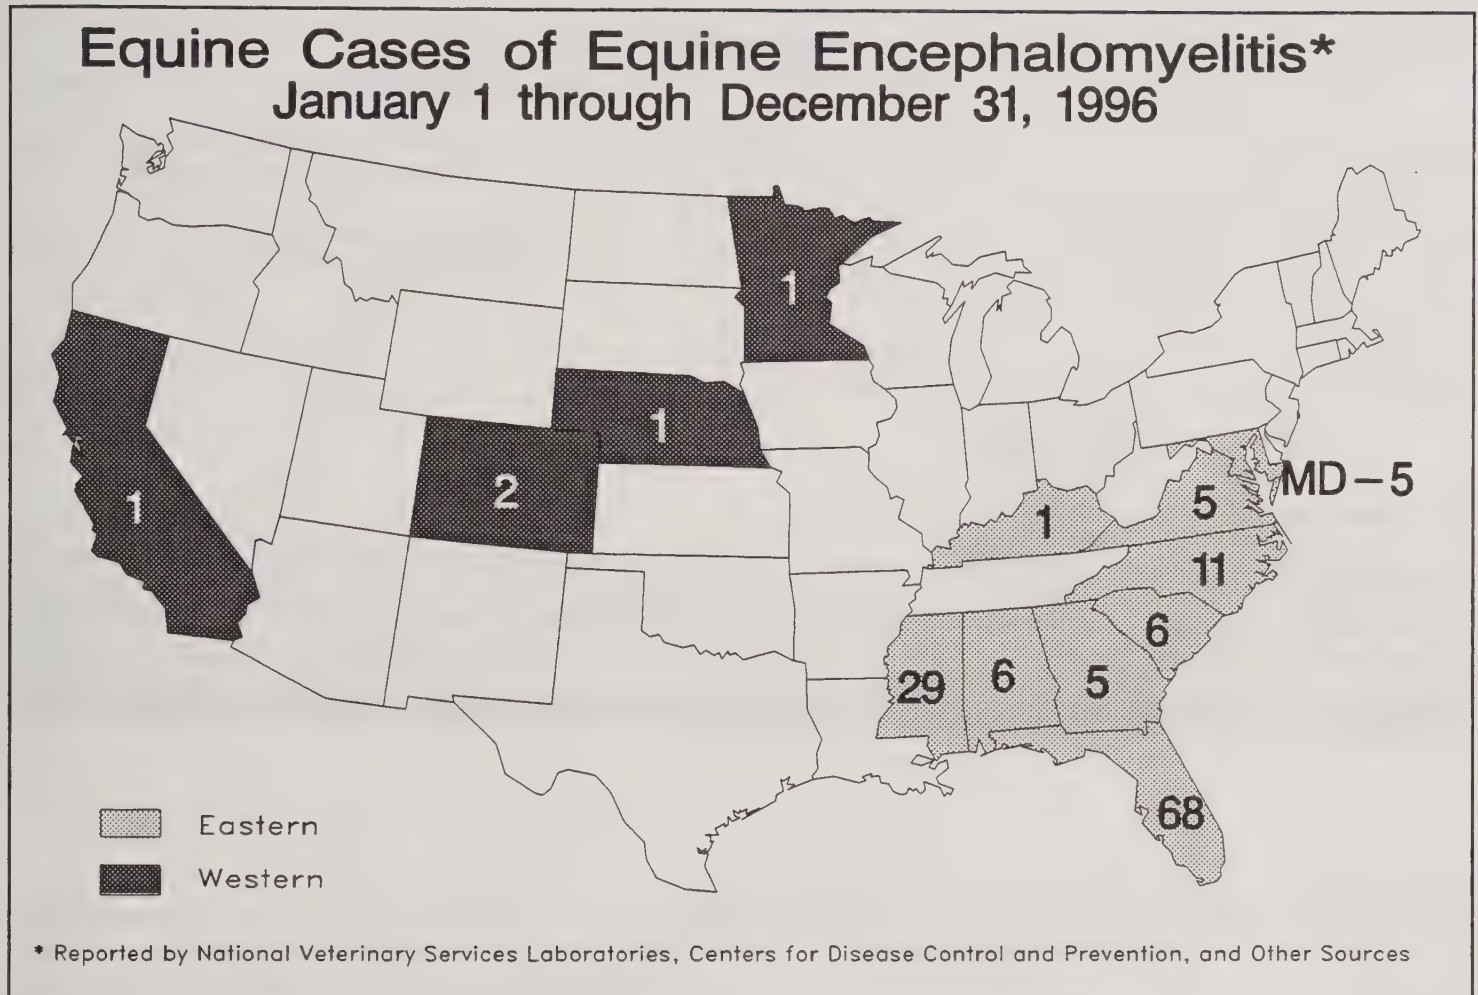 Equine Cases of Equine Encephalomyelitis*
January 1 through December 31, 1996
1
1
2
1
MD-5
5
1
11
6
29
6
5
68
Eastern
Western
* Reported by National Veterinary Services Laboratories, Centers for Disease Control and Prevention, and Other Sources